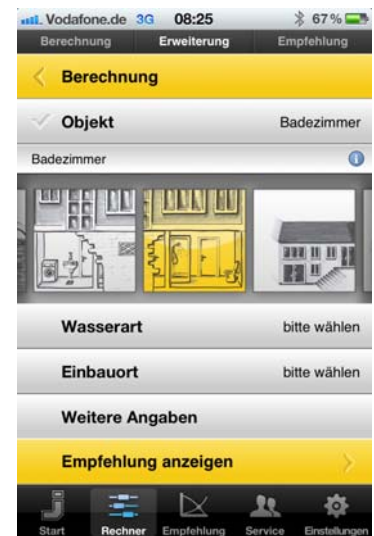 Vodafone.de 3G 08:25 67 %
Berechnung Erweiterung Empfehlung
Berechnung
Objekt Badezimmer
Badezimmer
Wasserart bitte wählen
Einbauort bitte wählen
Weitere Angaben
Empfehlung anzeigen
Start Rechner Empfehlung Service Einstellungen